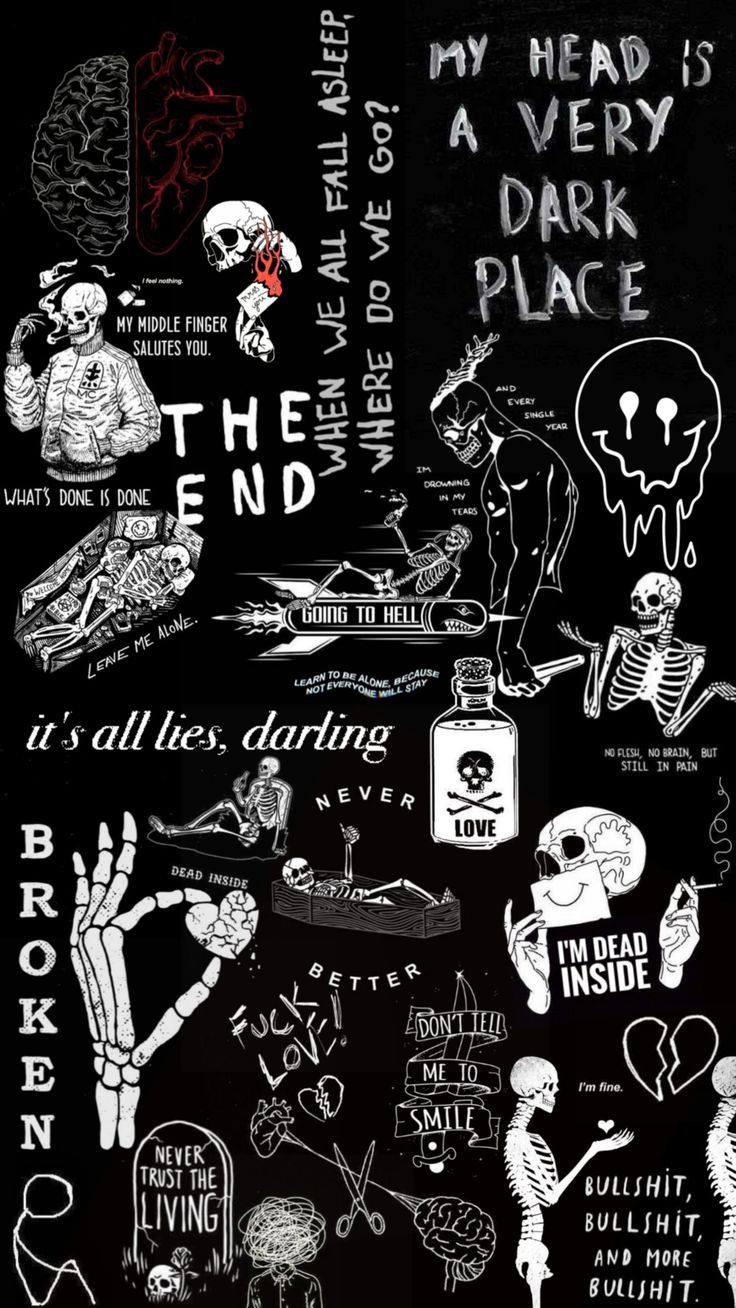 WHEN WE ALL FALL ASLEEP,
WHERE DO WE GO?
MY HEAD IS
A VERY
DARK
PLACE
I feel nothing.
MY MIDDLE FINGER
SALUTES YOU.
MC
THE
END
WHAT'S DONE IS DONE
AND
EVERY
SINGLE
YEAR
IM
DROWNING
IN MY
TEARS
LEAVE ME ALONE.
GOING TO HELL
LEARN TO BE ALONE, BECAUSE
NOT EVERYONE WILL STAY
it's all lies, darling
LOVE
NO FLESH, NO BRAIN, BUT
STILL IN PAIN
NEVER
BETTER
BROKEN
DEAD INSIDE
I'M DEAD
INSIDE
FUCK
LOVE!
DON'T TELL
ME TO
SMILE
I'm fine.
NEVER
TRUST THE
LIVING
BULLSHIT,
BULLSHIT,
AND MORE
BULLSHIT.